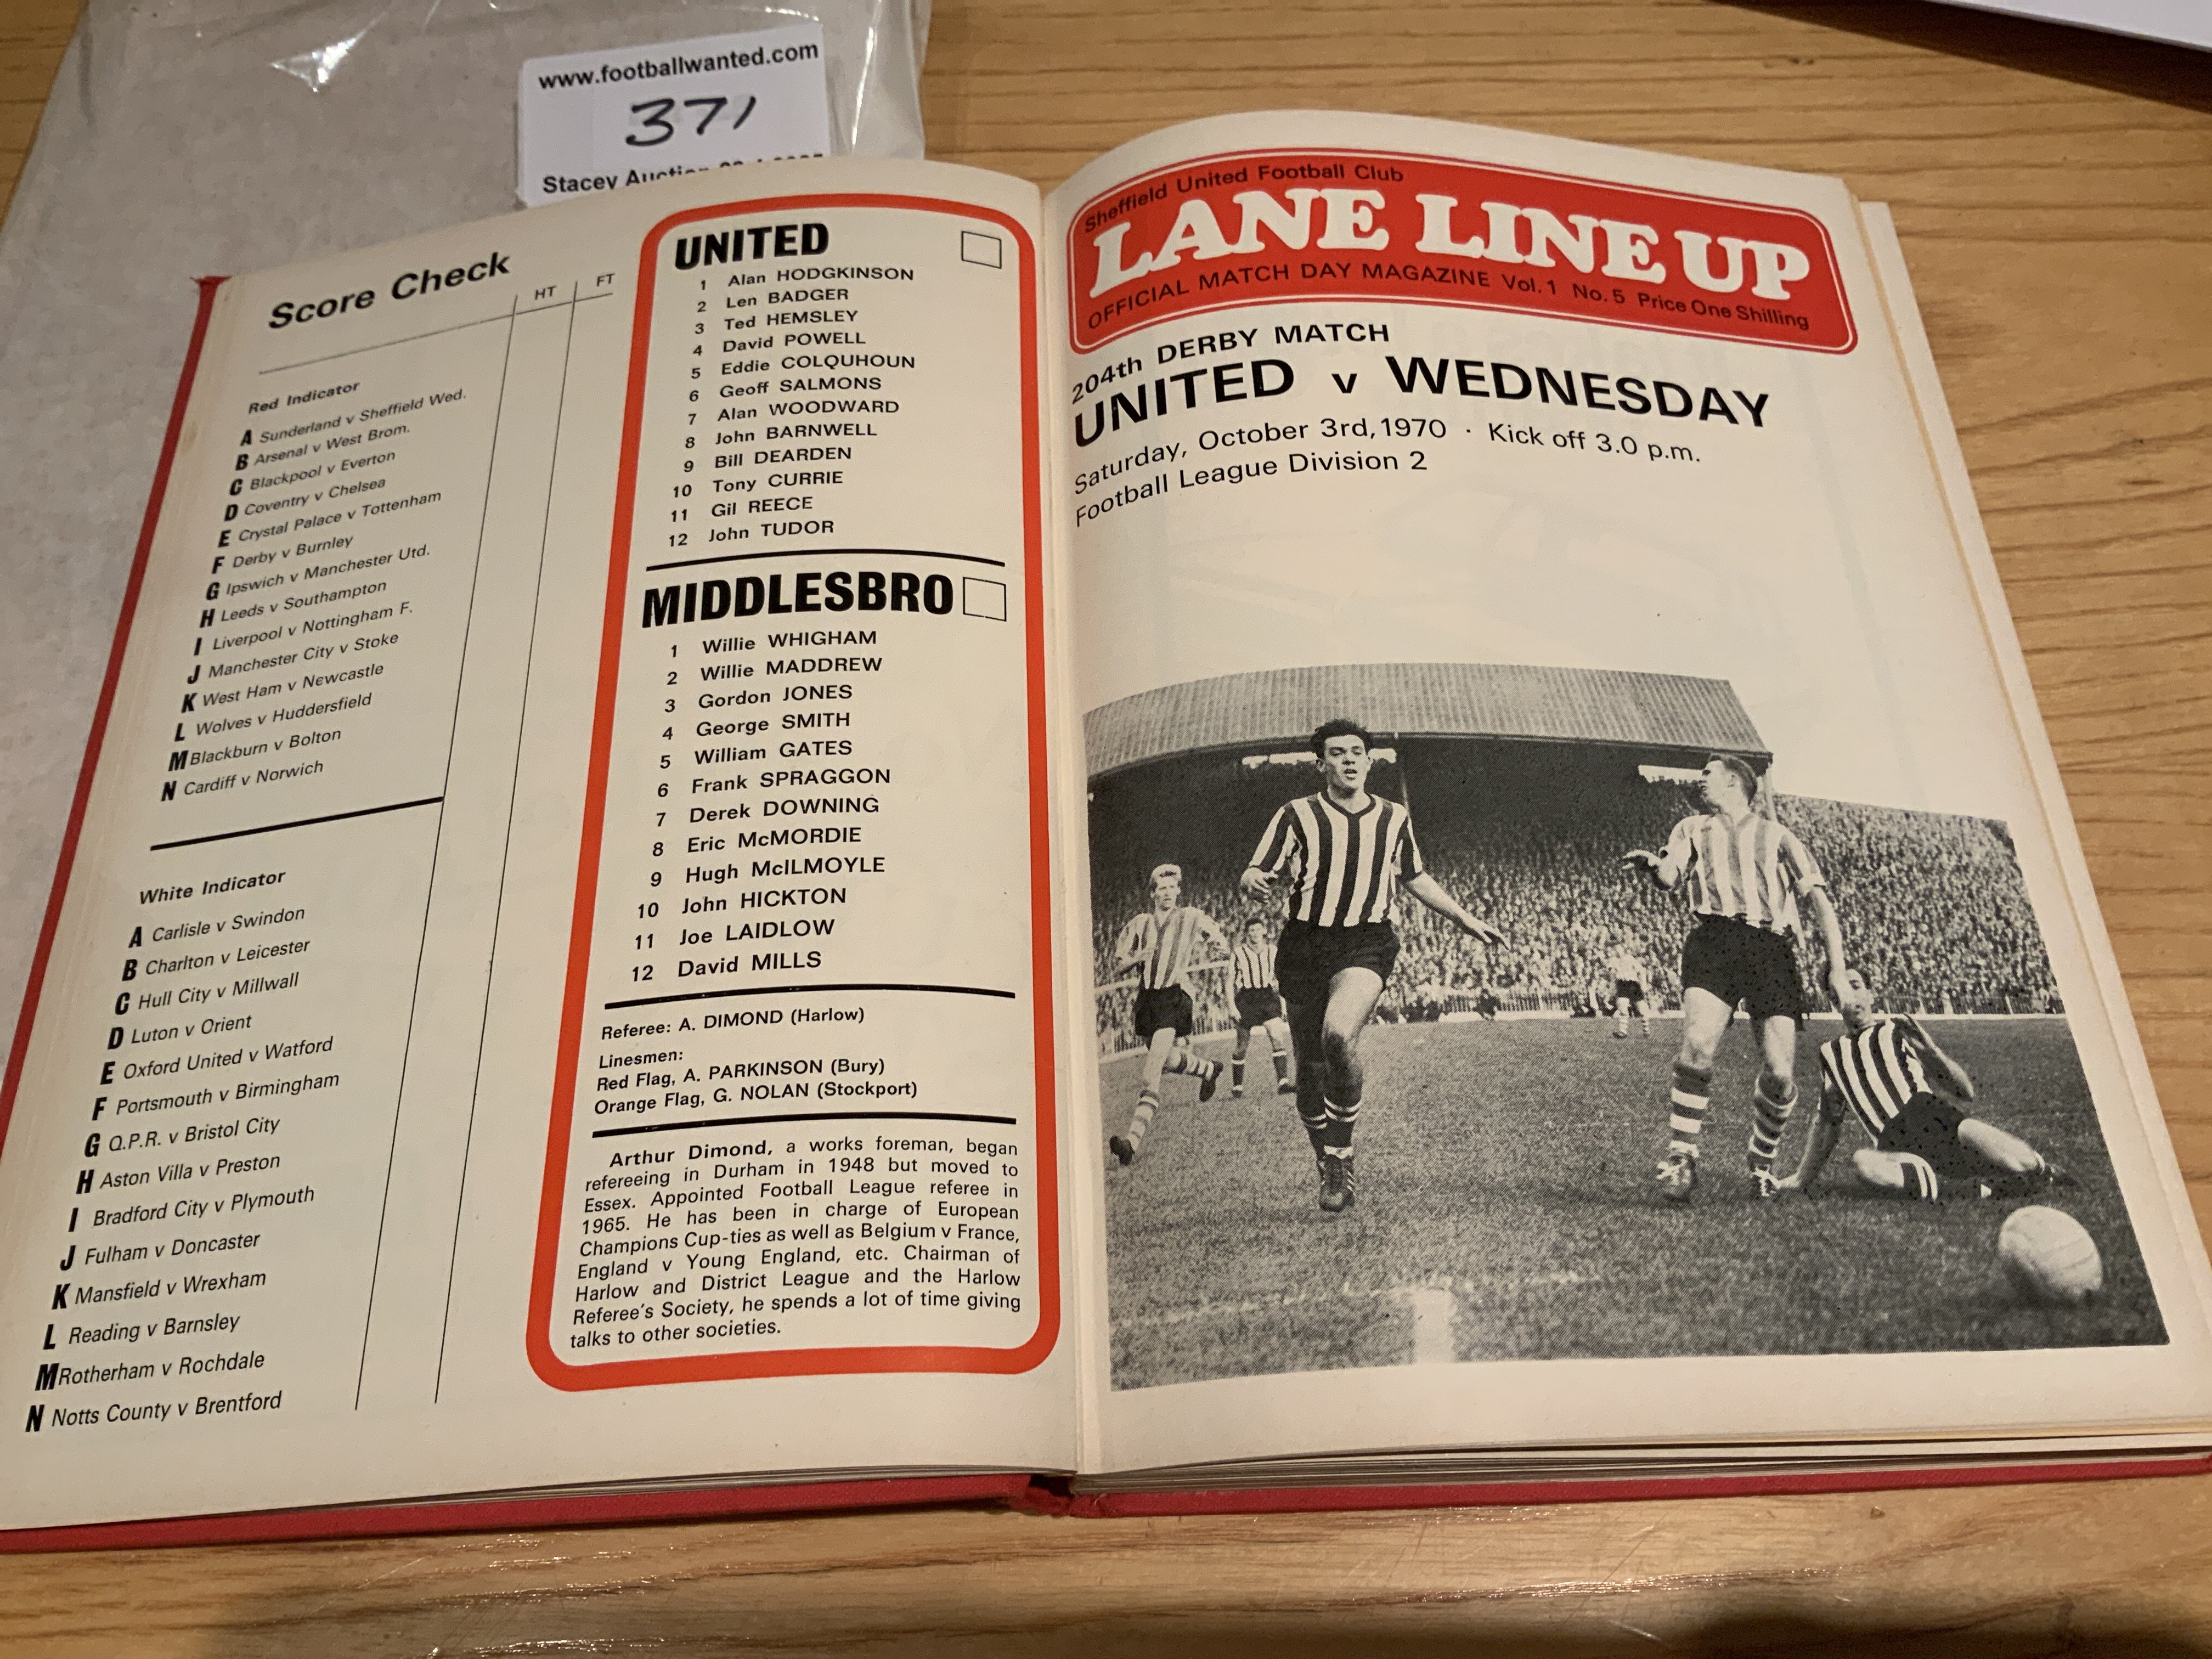 www.footballwanted.com
371
Stacey Auction
Score Check
HT FT
Red Indicator
A Sunderland v Sheffield Wed.
B Arsenal v West Brom.
C Blackpool v Everton
D Coventry v Chelsea
E Crystal Palace v Tottenham
F Derby v Burnley
G Ipswich v Manchester Utd.
H Leeds v Southampton
I Liverpool v Nottingham F.
J Manchester City v Stoke
K West Ham v Newcastle
L Wolves v Huddersfield
M Blackburn v Bolton
N Cardiff v Norwich
White Indicator
A Carlisle v Swindon
B Charlton v Leicester
C Hull City v Millwall
D Luton v Orient
E Oxford United v Watford
F Portsmouth v Birmingham
G Q.P.R. v Bristol City
H Aston Villa v Preston
I Bradford City v Plymouth
J Fulham v Doncaster
K Mansfield v Wrexham
L Reading v Barnsley
M Rotherham v Rochdale
N Notts County v Brentford
UNITED
1 Alan HODGKINSON
2 Len BADGER
3 Ted HEMSLEY
4 David POWELL
5 Eddie COLQUHOUN
6 Geoff SALMONS
7 Alan WOODWARD
8 John BARNWELL
9 Bill DEARDEN
10 Tony CURRIE
11 Gil REECE
12 John TUDOR
MIDDLESBRO
1 Willie WHIGHAM
2 Willie MADDREW
3 Gordon JONES
4 George SMITH
5 William GATES
6 Frank SPRAGGON
7 Derek DOWNING
8 Eric McMORDIE
9 Hugh McILMOYLE
10 John HICKTON
11 Joe LAIDLOW
12 David MILLS
Referee: A. DIMOND (Harlow)
Linesmen:
Red Flag, A. PARKINSON (Bury)
Orange Flag, G. NOLAN (Stockport)
Arthur Dimond, a works foreman, began
refereeing in Durham in 1948 but moved to
Essex. Appointed Football League referee in
1965. He has been in charge of European
Champions Cup-ties as well as Belgium v France,
England v Young England, etc. Chairman of
Harlow and District League and the Harlow
Referee's Society, he spends a lot of time giving
talks to other societies.
Sheffield United Football Club
LANE LINE UP
OFFICIAL MATCH DAY MAGAZINE Vol. 1 No. 5 Price One Shilling
204th DERBY MATCH
UNITED v WEDNESDAY
Saturday, October 3rd, 1970 · Kick off 3.0 p.m.
Football League Division 2